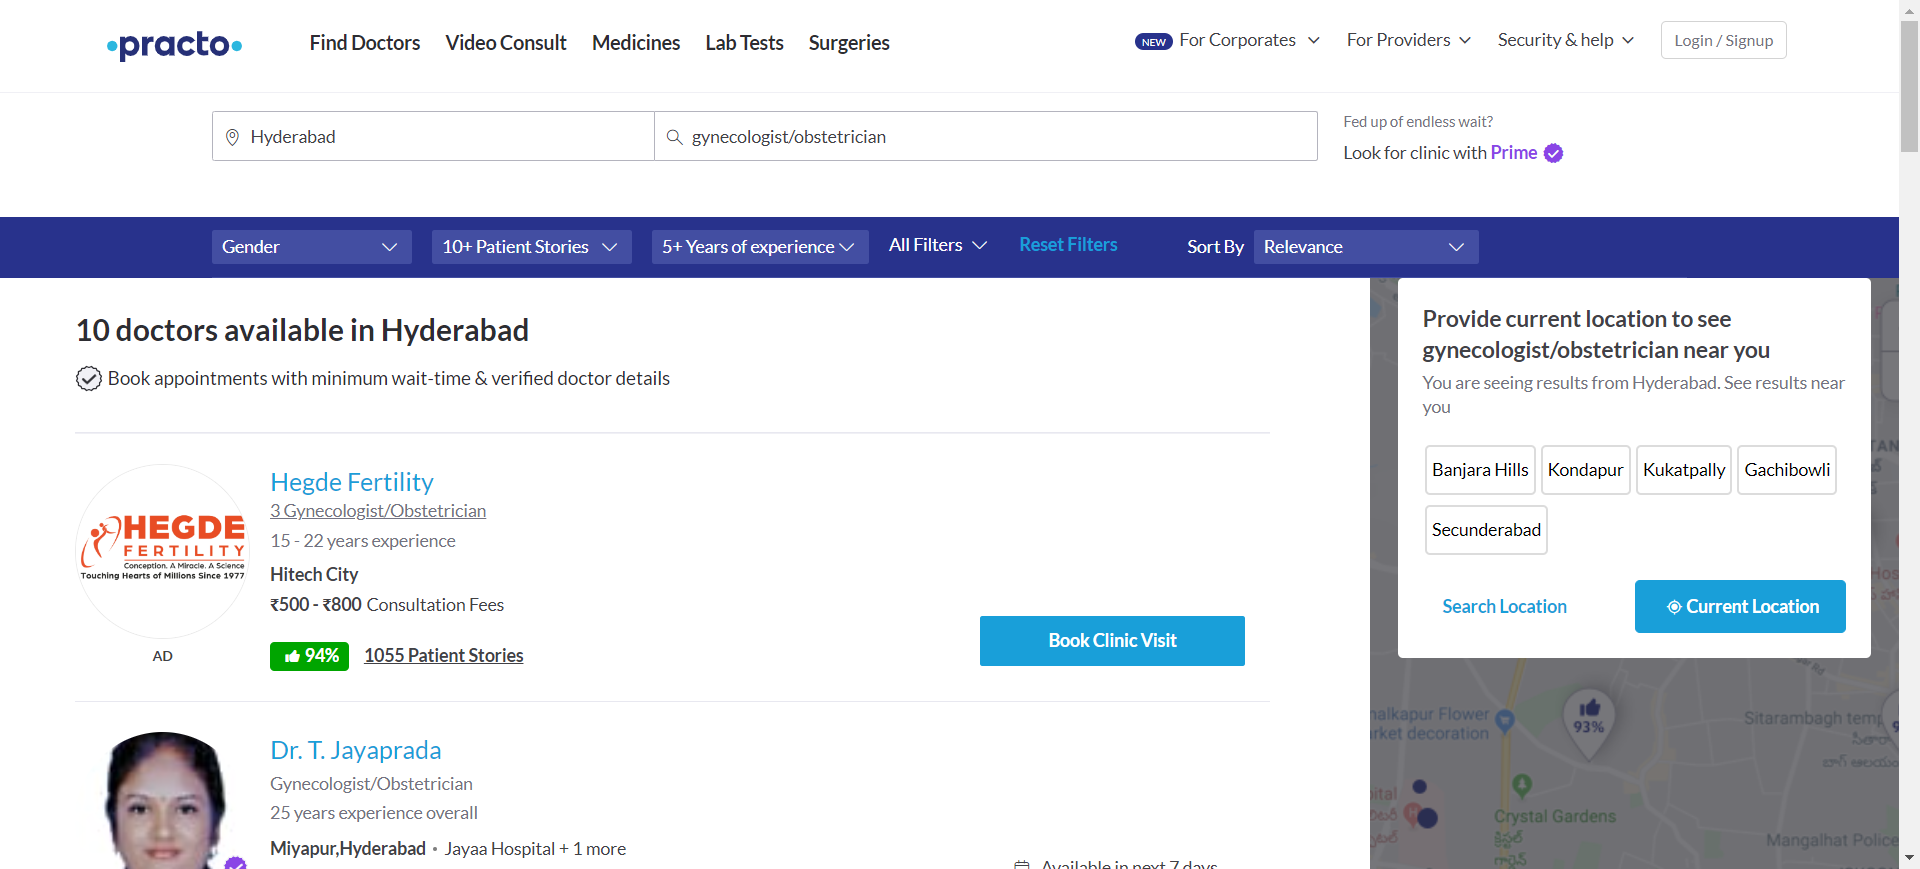 practo
Find Doctors
Video Consult
Medicines
Lab Tests
Surgeries
NEW For Corporates
For Providers
Security & help
Login / Signup
Hyderabad
gynecologist/obstetrician
Fed up of endless wait?
Look for clinic with Prime
Gender
10+ Patient Stories
5+ Years of experience
All Filters
Reset Filters
Sort By
Relevance
10 doctors available in Hyderabad
Book appointments with minimum wait-time & verified doctor details
HEGDE
FERTILITY
Conception. A Miracle. A Science
Touching Hearts of Millions Since 1977
AD
Hegde Fertility
3 Gynecologist/Obstetrician
15 - 22 years experience
Hitech City
₹500 - ₹800 Consultation Fees
94%
1055 Patient Stories
Book Clinic Visit
Dr. T. Jayaprada
Gynecologist/Obstetrician
25 years experience overall
Miyapur,Hyderabad • Jayaa Hospital + 1 more
Available in next 7 days
Provide current location to see
gynecologist/obstetrician near you
You are seeing results from Hyderabad. See results near
you
Banjara Hills
Kondapur
Kukatpally
Gachibowli
Secunderabad
Search Location
Current Location
Flower
decoration
93%
Sitarambagh
Crystal Gardens
క్రిస్టల్
గార్డెన్
Mangalhat Police